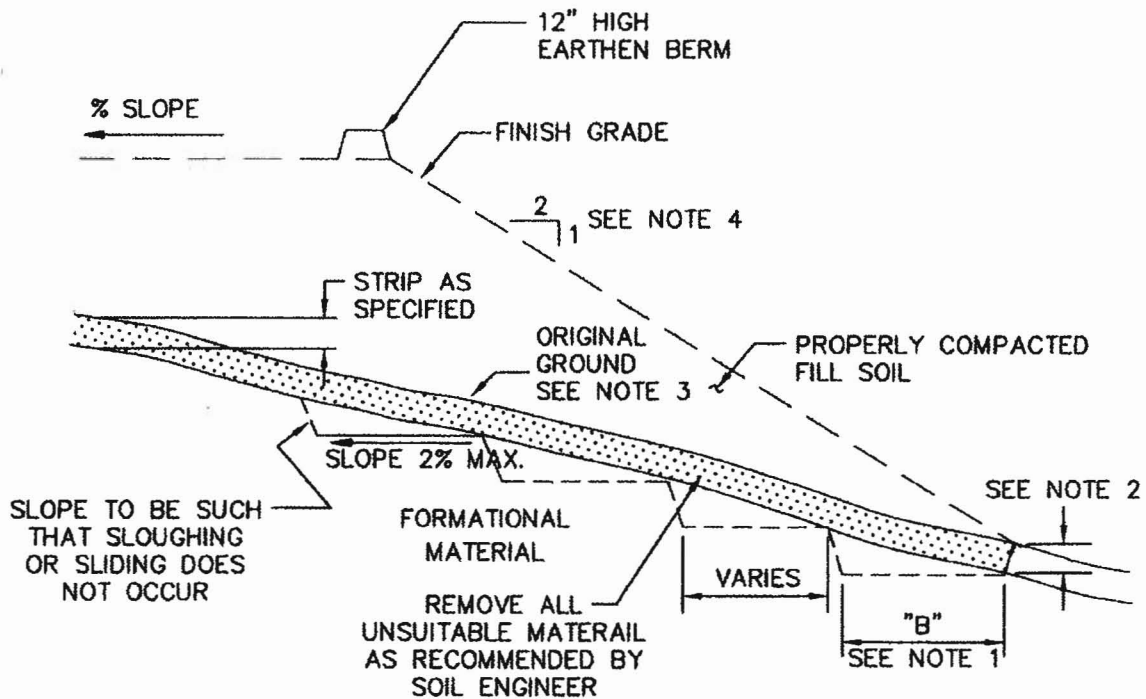 12" HIGH
EARTHEN BERM
% SLOPE
FINISH GRADE
2
1
SEE NOTE 4
STRIP AS
SPECIFIED
ORIGINAL
GROUND
SEE NOTE 3
PROPERLY COMPACTED
FILL SOIL
SLOPE 2% MAX.
SEE NOTE 2
SLOPE TO BE SUCH
THAT SLOUGHING
OR SLIDING DOES
NOT OCCUR
FORMATIONAL
MATERIAL
VARIES
REMOVE ALL
UNSUITABLE MATERAIL
AS RECOMMENDED BY
SOIL ENGINEER
"B"
SEE NOTE 1